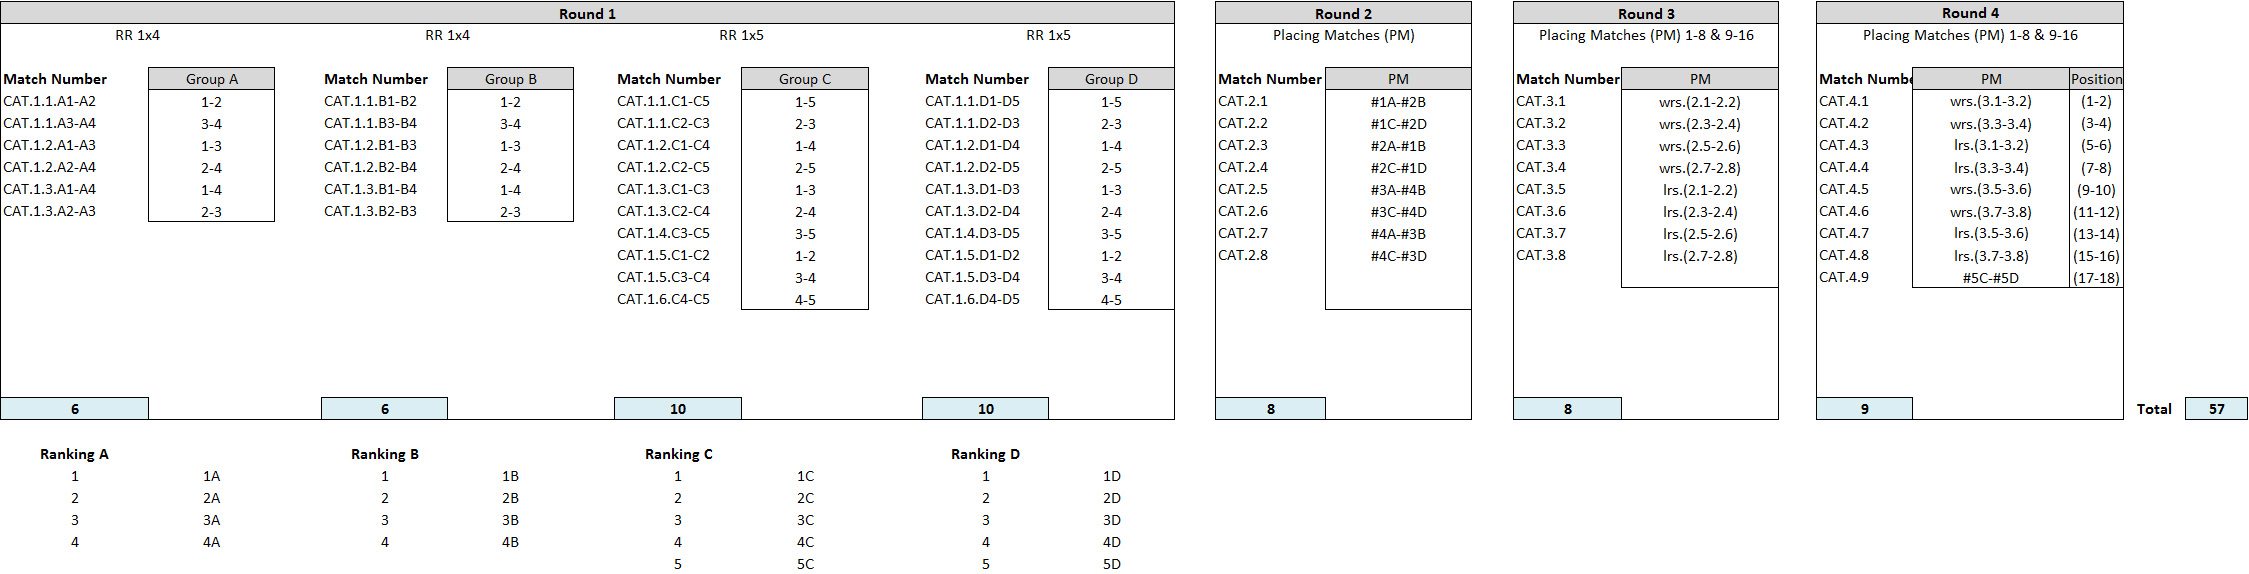 Round 1 Round 2 Round 3 Round 4
RR 1x4 RR 1x4 RR 1x5 RR 1x5 Placing Matches (PM) Placing Matches (PM) 1-8 & 9-16 Placing Matches (PM) 1-8 & 9-16
Match Number Group A Match Number Group B Match Number Group C Match Number Group D Match Number PM Match Number PM Match Numbe PM Position
CAT.1.1.A1-A2 1-2 CAT.1.1.B1-B2 1-2 CAT.1.1.C1-C5 1-5 CAT.1.1.D1-D5 1-5 CAT.2.1 #1A-#2B CAT.3.1 wrs.(2.1-2.2) CAT.4.1 wrs.(3.1-3.2) (1-2)
CAT.1.1.A3-A4 3-4 CAT.1.1.B3-B4 3-4 CAT.1.1.C2-C3 2-3 CAT.1.1.D2-D3 2-3 CAT.2.2 #1C-#2D CAT.3.2 wrs.(2.3-2.4) CAT.4.2 wrs.(3.3-3.4) (3-4)
CAT.1.2.A1-A3 1-3 CAT.1.2.B1-B3 1-3 CAT.1.2.C1-C4 1-4 CAT.1.2.D1-D4 1-4 CAT.2.3 #2A-#1B CAT.3.3 wrs.(2.5-2.6) CAT.4.3 lrs.(3.1-3.2) (5-6)
CAT.1.2.A2-A4 2-4 CAT.1.2.B2-B4 2-4 CAT.1.2.C2-C5 2-5 CAT.1.2.D2-D5 2-5 CAT.2.4 #2C-#1D CAT.3.4 wrs.(2.7-2.8) CAT.4.4 lrs.(3.3-3.4) (7-8)
CAT.1.3.A1-A4 1-4 CAT.1.3.B1-B4 1-4 CAT.1.3.C1-C3 1-3 CAT.1.3.D1-D3 1-3 CAT.2.5 #3A-#4B CAT.3.5 lrs.(2.1-2.2) CAT.4.5 wrs.(3.5-3.6) (9-10)
CAT.1.3.A2-A3 2-3 CAT.1.3.B2-B3 2-3 CAT.1.3.C2-C4 2-4 CAT.1.3.D2-D4 2-4 CAT.2.6 #3C-#4D CAT.3.6 lrs.(2.3-2.4) CAT.4.6 wrs.(3.7-3.8) (11-12)
CAT.1.4.C3-C5 3-5 CAT.1.4.D3-D5 3-5 CAT.2.7 #4A-#3B CAT.3.7 lrs.(2.5-2.6) CAT.4.7 lrs.(3.5-3.6) (13-14)
CAT.1.5.C1-C2 1-2 CAT.1.5.D1-D2 1-2 CAT.2.8 #4C-#3D CAT.3.8 lrs.(2.7-2.8) CAT.4.8 lrs.(3.7-3.8) (15-16)
CAT.1.5.C3-C4 3-4 CAT.1.5.D3-D4 3-4 CAT.4.9 #5C-#5D (17-18)
CAT.1.6.C4-C5 4-5 CAT.1.6.D4-D5 4-5
6 6 10 10 8 8 9 Total 57
Ranking A Ranking B Ranking C Ranking D
1 1A 1 1B 1 1C 1 1D
2 2A 2 2B 2 2C 2 2D
3 3A 3 3B 3 3C 3 3D
4 4A 4 4B 4 4C 4 4D
5 5C 5 5D